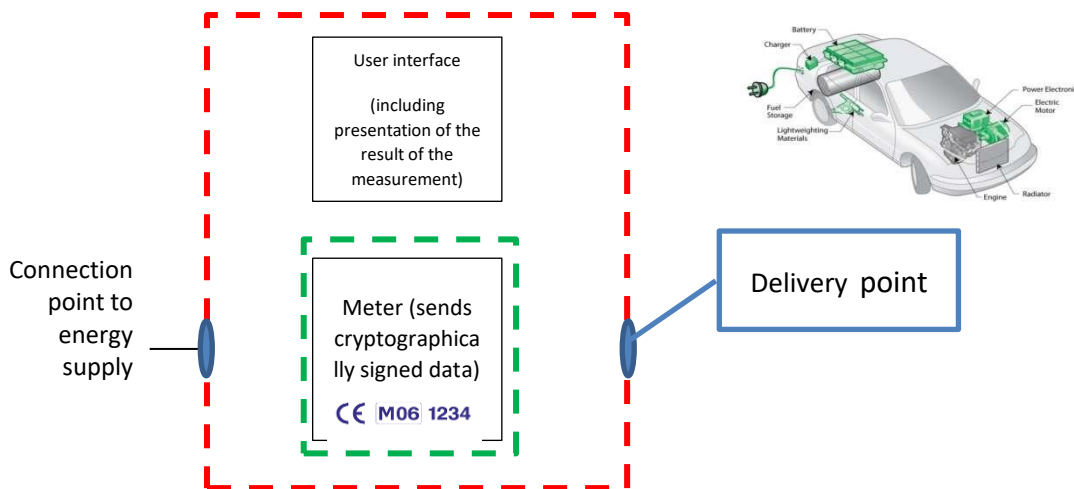 User interface
(including
presentation of the
result of the
measurement)
Battery
Charger
Fuel
Storage
Lightweighting
Materials
Power Electroni
Electric
Motor
Engine
Radiator
Connection
point to
energy
supply
Meter (sends
cryptographica
lly signed data)
CE M06 1234
Delivery point